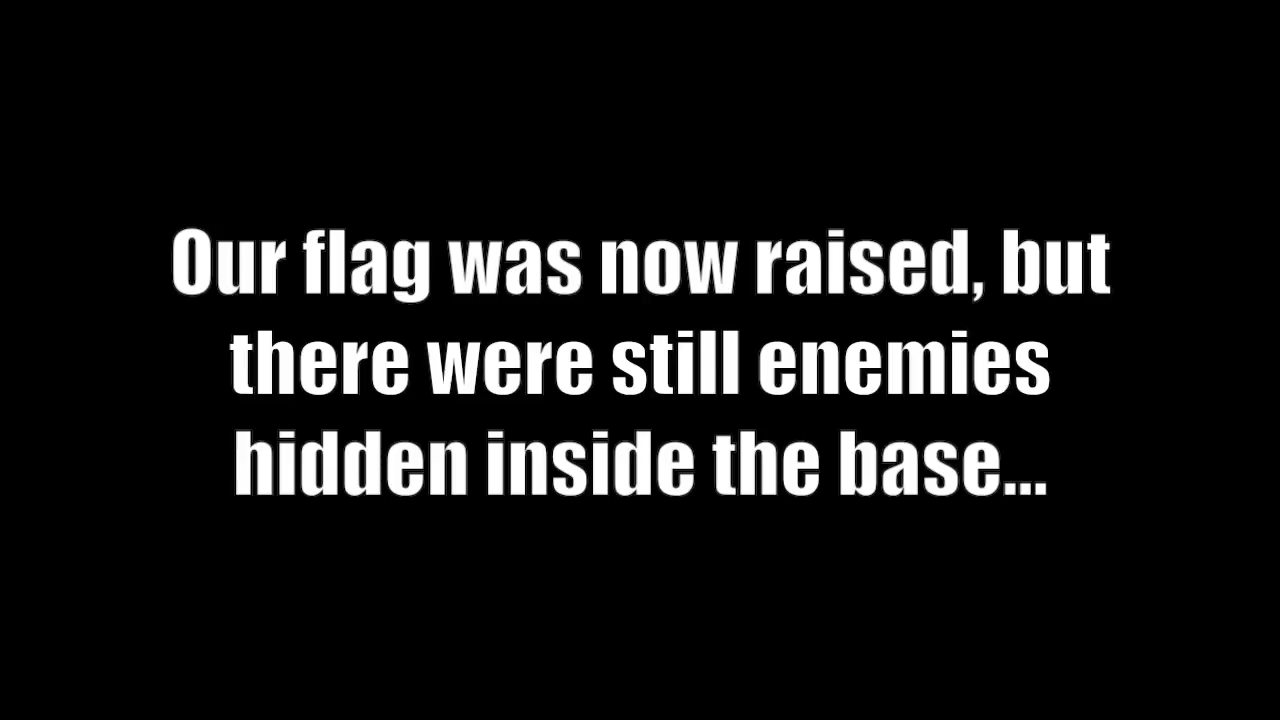 Our flag was now raised, but
there were still enemies
hidden inside the base...